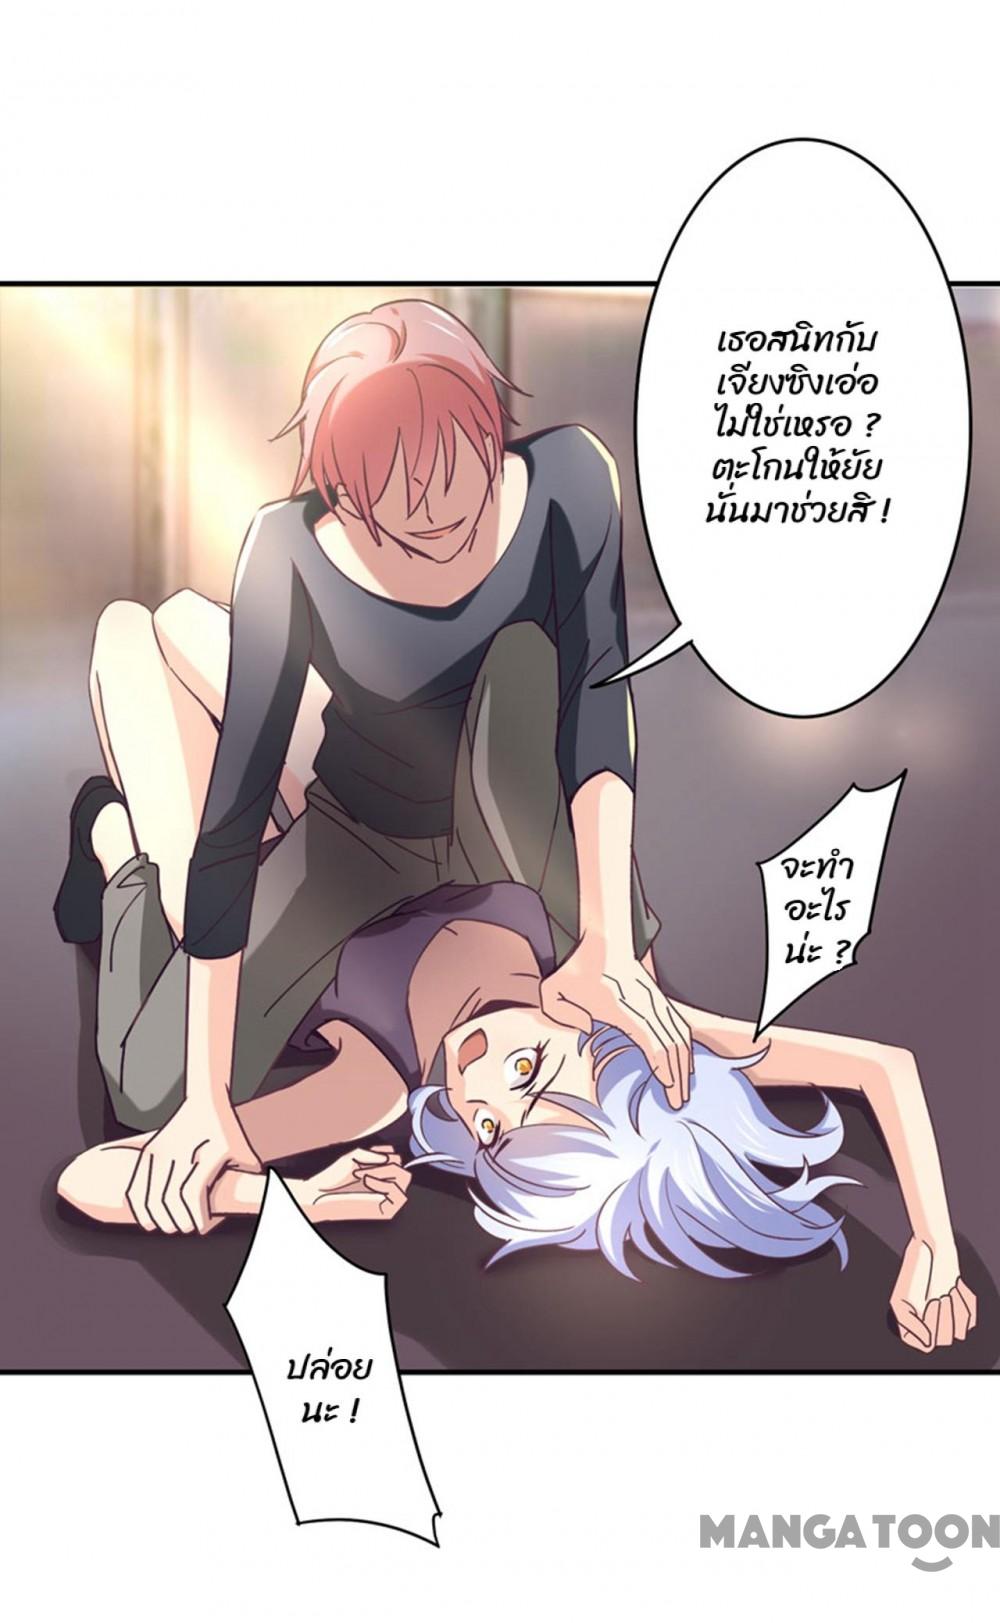 เธอสนิทกับ
เจียงซิงเอ่อ
ไม่ใช่เหรอ ?
ตะโกนให้ยัย
นั่นมาช่วยสิ !
จะทำ
อะไร
น่ะ ?
ปล่อย
นะ !
MANGATOON